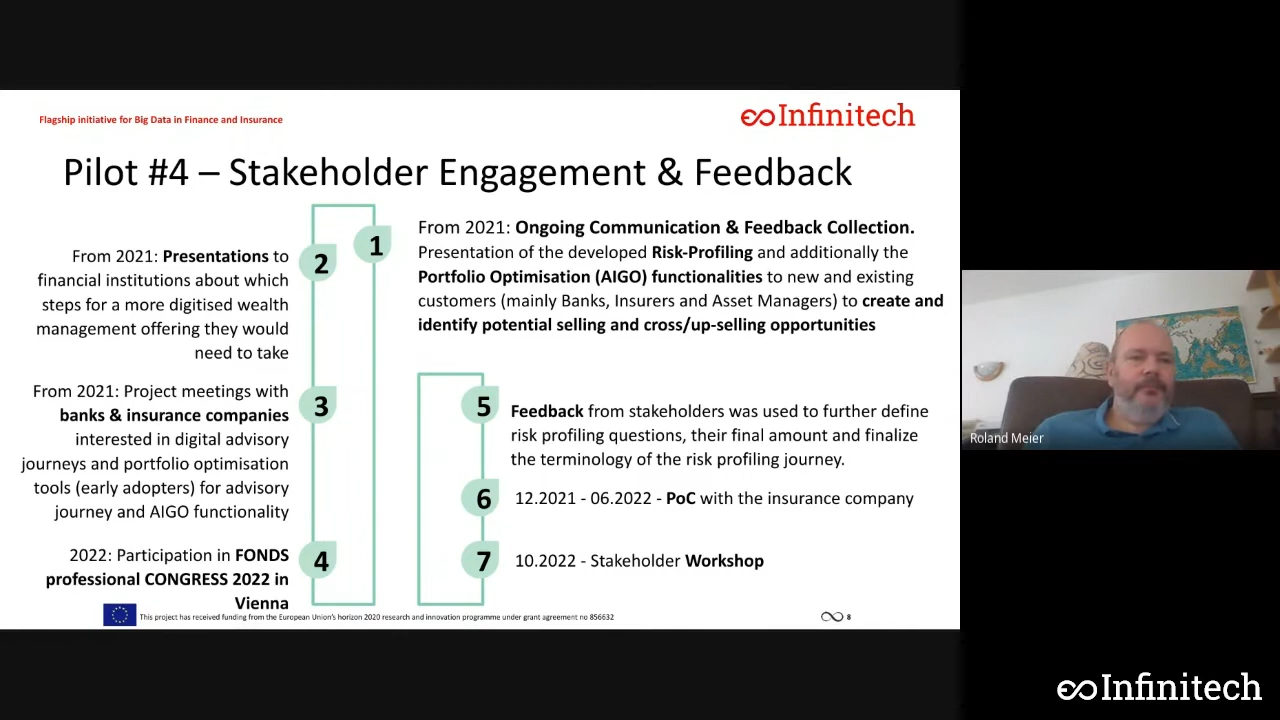 Flagship initiative for Big Data in Finance and Insurance
Infinitech
Pilot #4 – Stakeholder Engagement & Feedback
1
From 2021: Ongoing Communication & Feedback Collection.
Presentation of the developed Risk-Profiling and additionally the
Portfolio Optimisation (AIGO) functionalities to new and existing
customers (mainly Banks, Insurers and Asset Managers) to create and
identify potential selling and cross/up-selling opportunities
2
From 2021: Presentations to
financial institutions about which
steps for a more digitised wealth
management offering they would
need to take
3
From 2021: Project meetings with
banks & insurance companies
interested in digital advisory
journeys and portfolio optimisation
tools (early adopters) for advisory
journey and AIGO functionality
4
2022: Participation in FONDS
professional CONGRESS 2022 in
Vienna
5
Feedback from stakeholders was used to further define
risk profiling questions, their final amount and finalize
the terminology of the risk profiling journey.
6
12.2021 - 06.2022 - PoC with the insurance company
7
10.2022 - Stakeholder Workshop
This project has received funding from the European Union's horizon 2020 research and innovation programme under grant agreement no 856632
8
Roland Meier
Infinitech